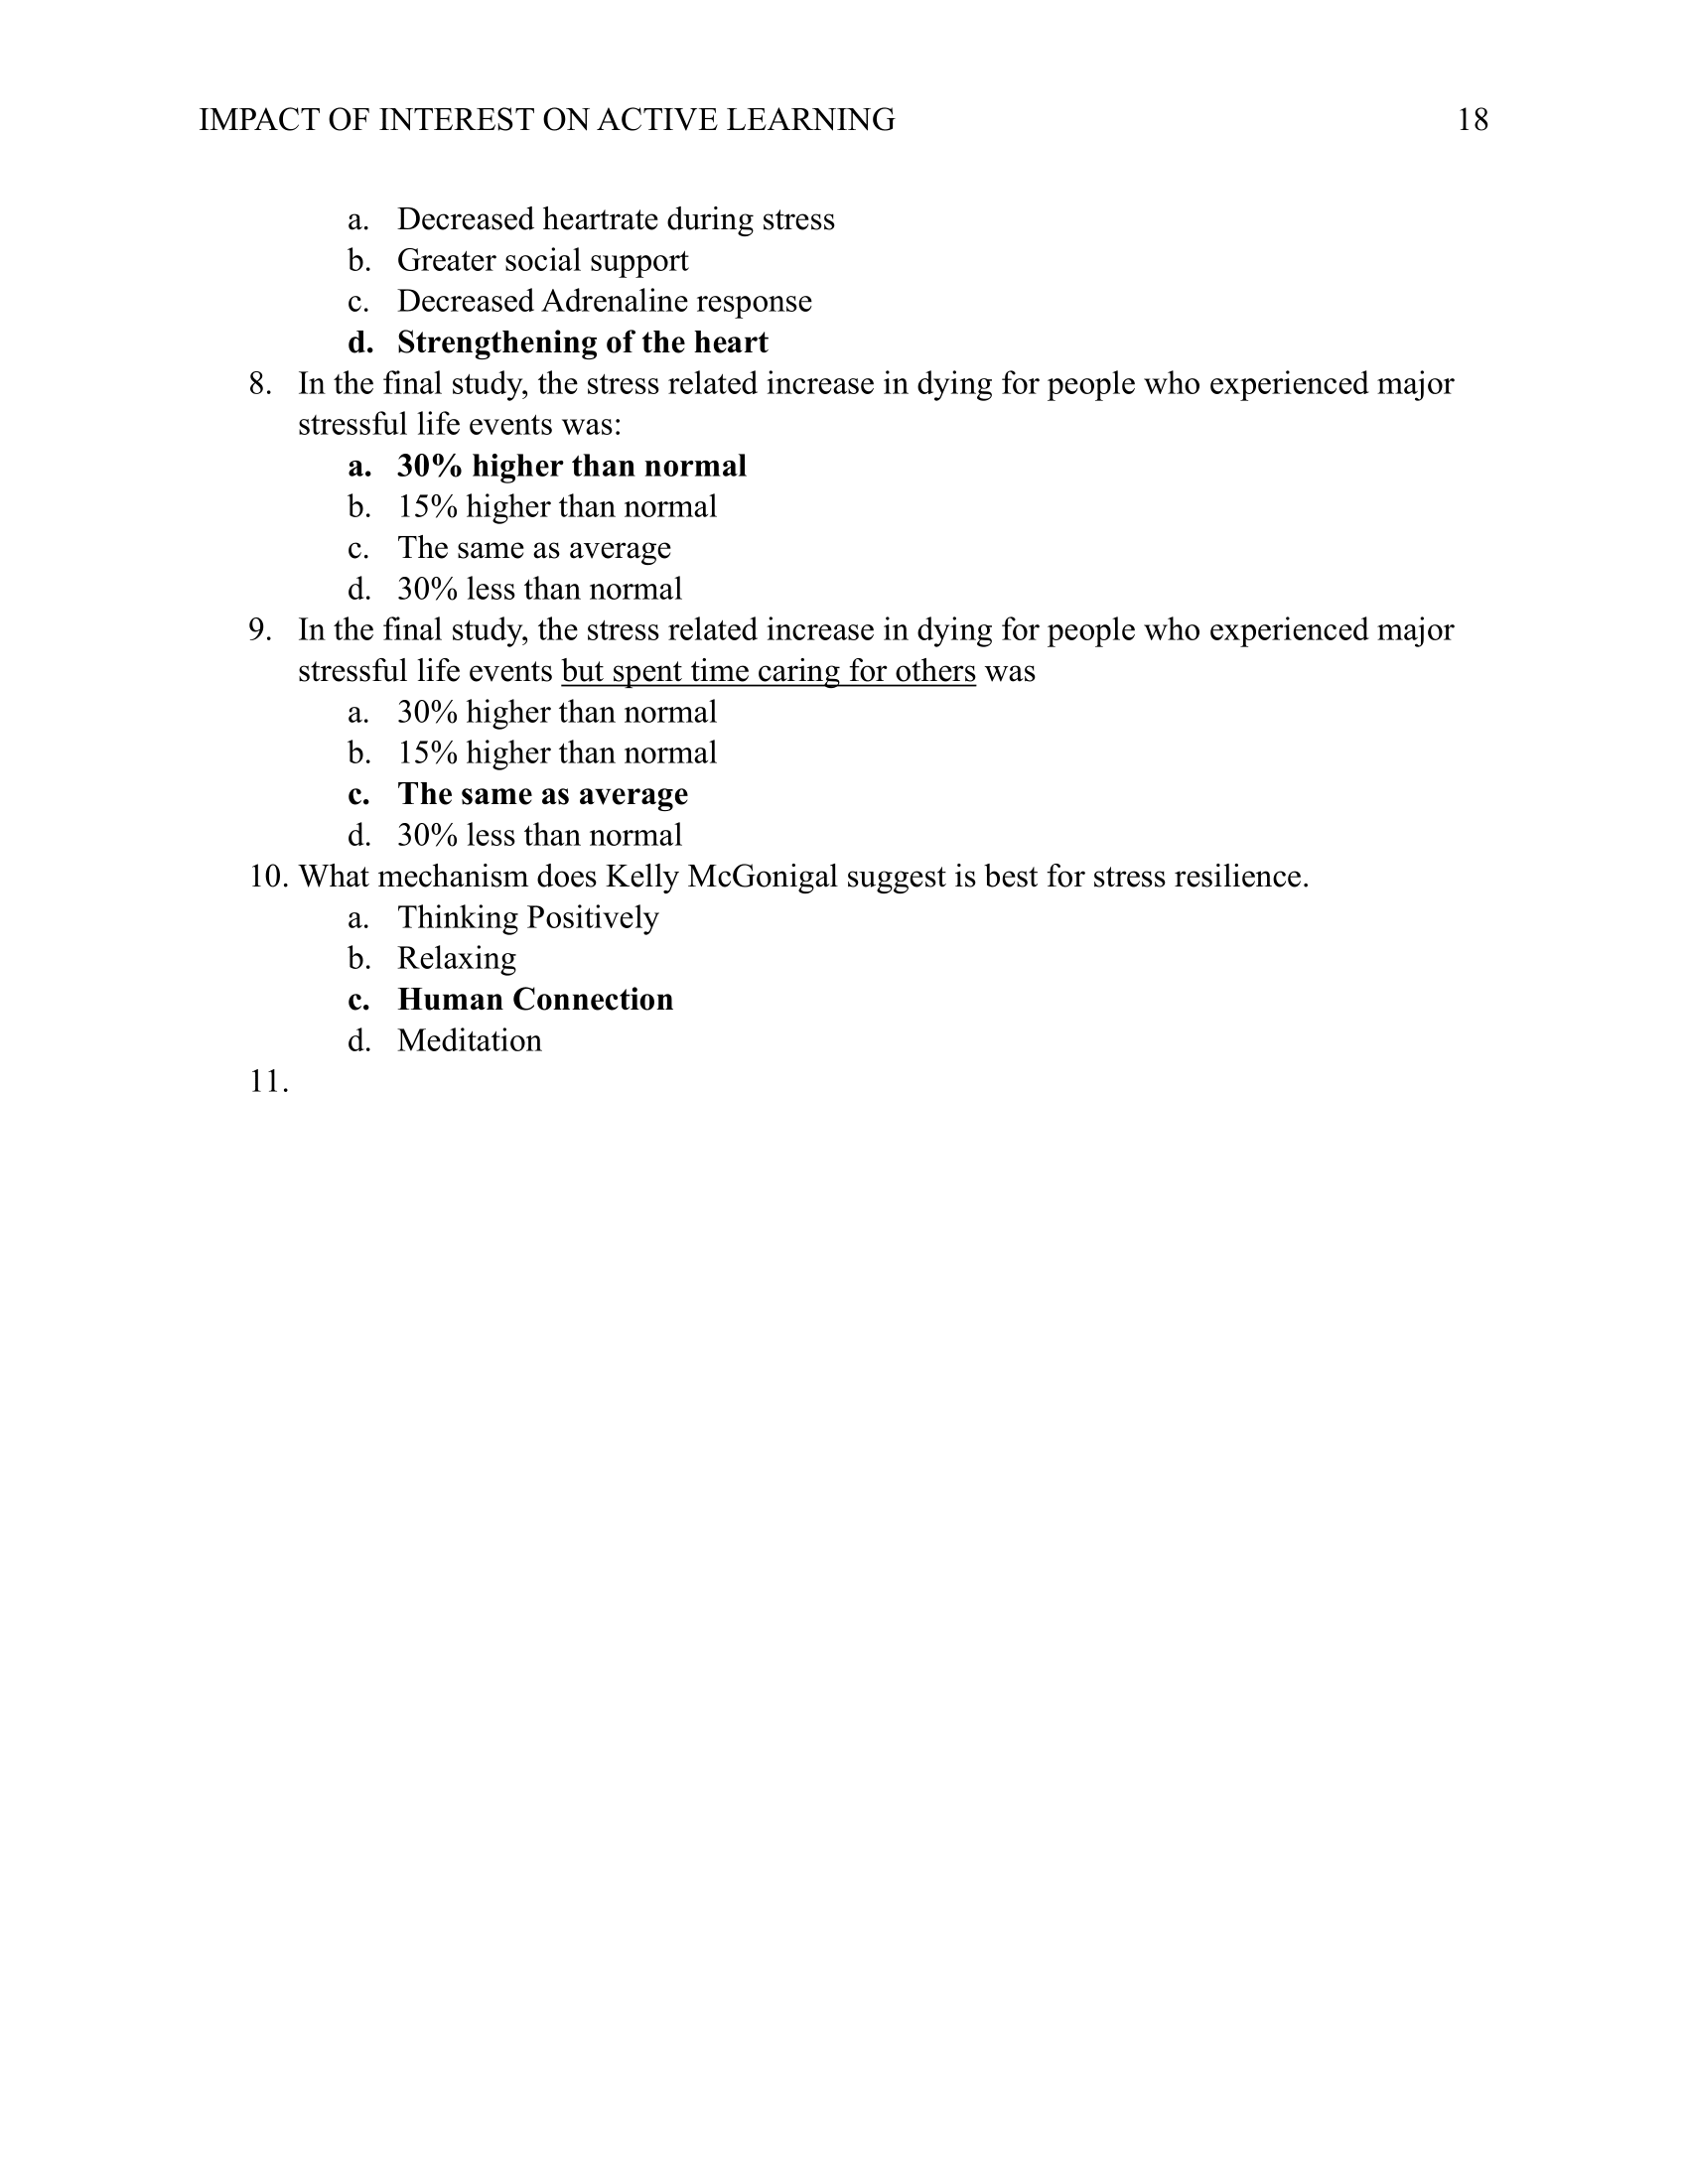 IMPACT OF INTEREST ON ACTIVE LEARNING 18
a. Decreased heartrate during stress
b. Greater social support
c. Decreased Adrenaline response
d. Strengthening of the heart
8. In the final study, the stress related increase in dying for people who experienced major
stressful life events was:
a. 30% higher than normal
b. 15% higher than normal
c. The same as average
d. 30% less than normal
9. In the final study, the stress related increase in dying for people who experienced major
stressful life events but spent time caring for others was
a. 30% higher than normal
b. 15% higher than normal
c. The same as average
d. 30% less than normal
10. What mechanism does Kelly McGonigal suggest is best for stress resilience.
a. Thinking Positively
b. Relaxing
c. Human Connection
d. Meditation
11.